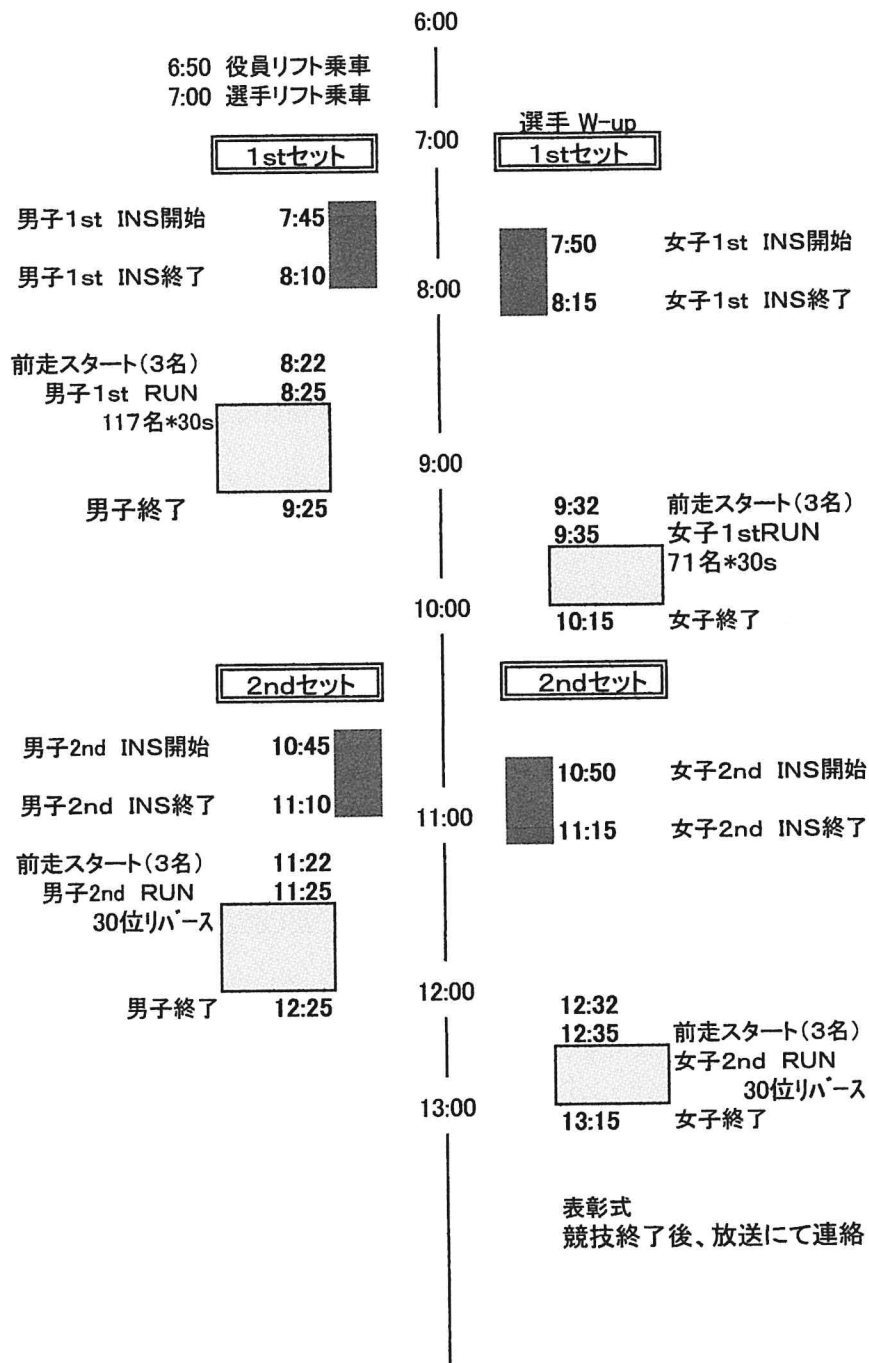 6:00
6:50 役員リフト乗車
7:00 選手リフト乗車
7:00
選手 W-up
1stセット
1stセット
男子1st INS開始 7:45
7:50 女子1st INS開始
男子1st INS終了 8:10
8:00
8:15 女子1st INS終了
前走スタート(3名) 8:22
男子1st RUN 8:25
117名*30s
9:00
男子終了 9:25
9:32 前走スタート(3名)
9:35 女子1stRUN
71名*30s
10:00
10:15 女子終了
2ndセット
2ndセット
男子2nd INS開始 10:45
10:50 女子2nd INS開始
男子2nd INS終了 11:10
11:00
11:15 女子2nd INS終了
前走スタート(3名) 11:22
男子2nd RUN 11:25
30位リバース
12:00
男子終了 12:25
12:32
12:35 前走スタート(3名)
女子2nd RUN
30位リバース
13:00
13:15 女子終了
表彰式
競技終了後、放送にて連絡